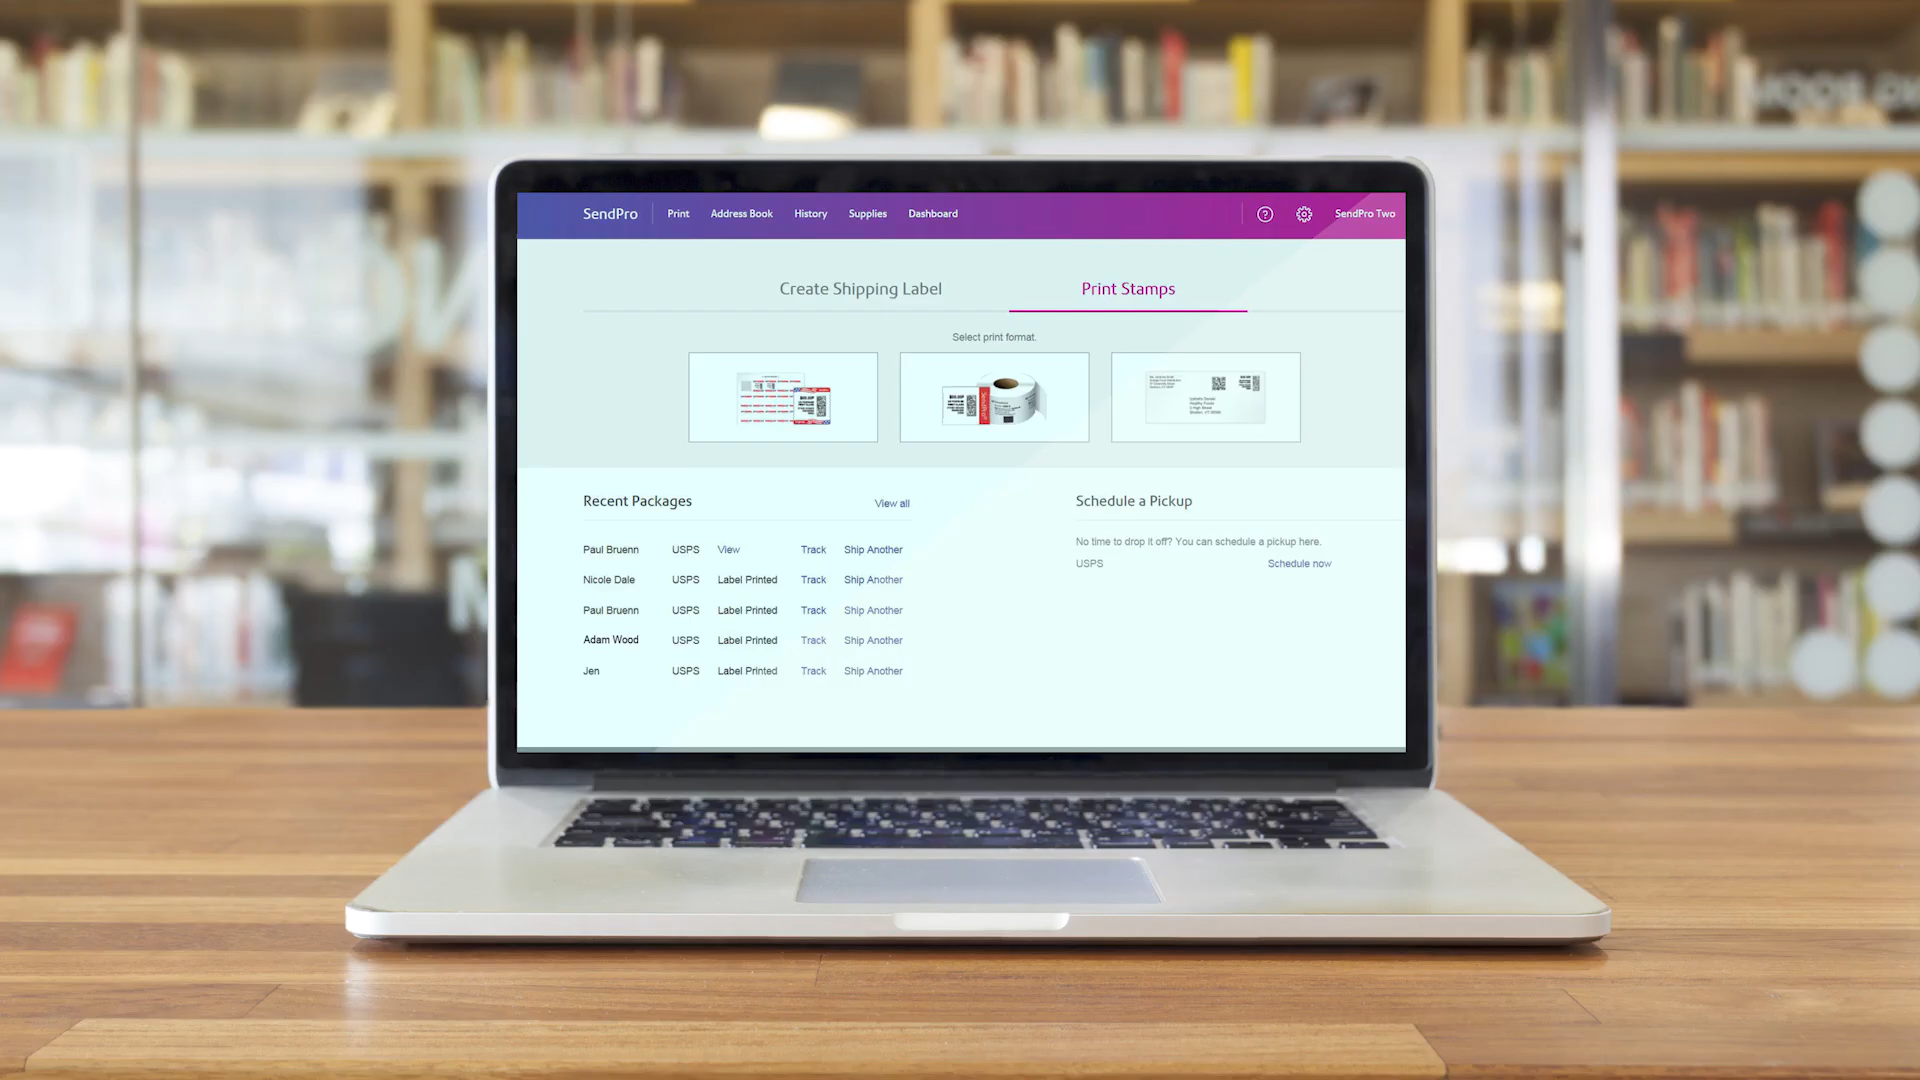 SendPro Print Address Book History Supplies Dashboard ? SendPro Two
Create Shipping Label Print Stamps
Select print format.
SendPro
Recent Packages View all
Paul Bruenn USPS View Track Ship Another
Nicole Dale USPS Label Printed Track Ship Another
Paul Bruenn USPS Label Printed Track Ship Another
Adam Wood USPS Label Printed Track Ship Another
Jen USPS Label Printed Track Ship Another
Schedule a Pickup
No time to drop it off? You can schedule a pickup here.
USPS Schedule now